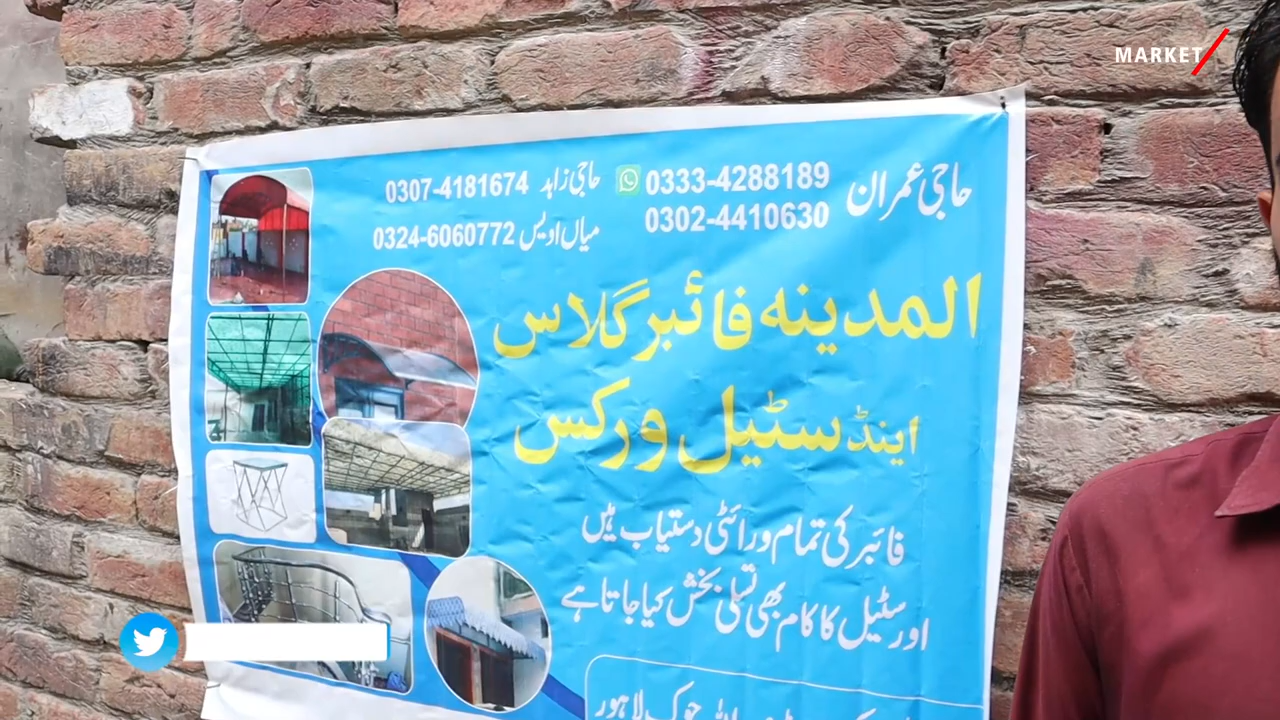 MARKET
حاجی عمران 0333-4288189 حاجی زاہد 0307-4181674
0302-4410630 میاں اویس 0324-6060772
المدینہ فائبر گلاس
اینڈ سٹیل ورکس
فائبر کی تمام ورائٹی دستیاب ہیں
اور سٹیل کا کام بھی تسلی بخش کیا جاتا ہے
چوک لاہور